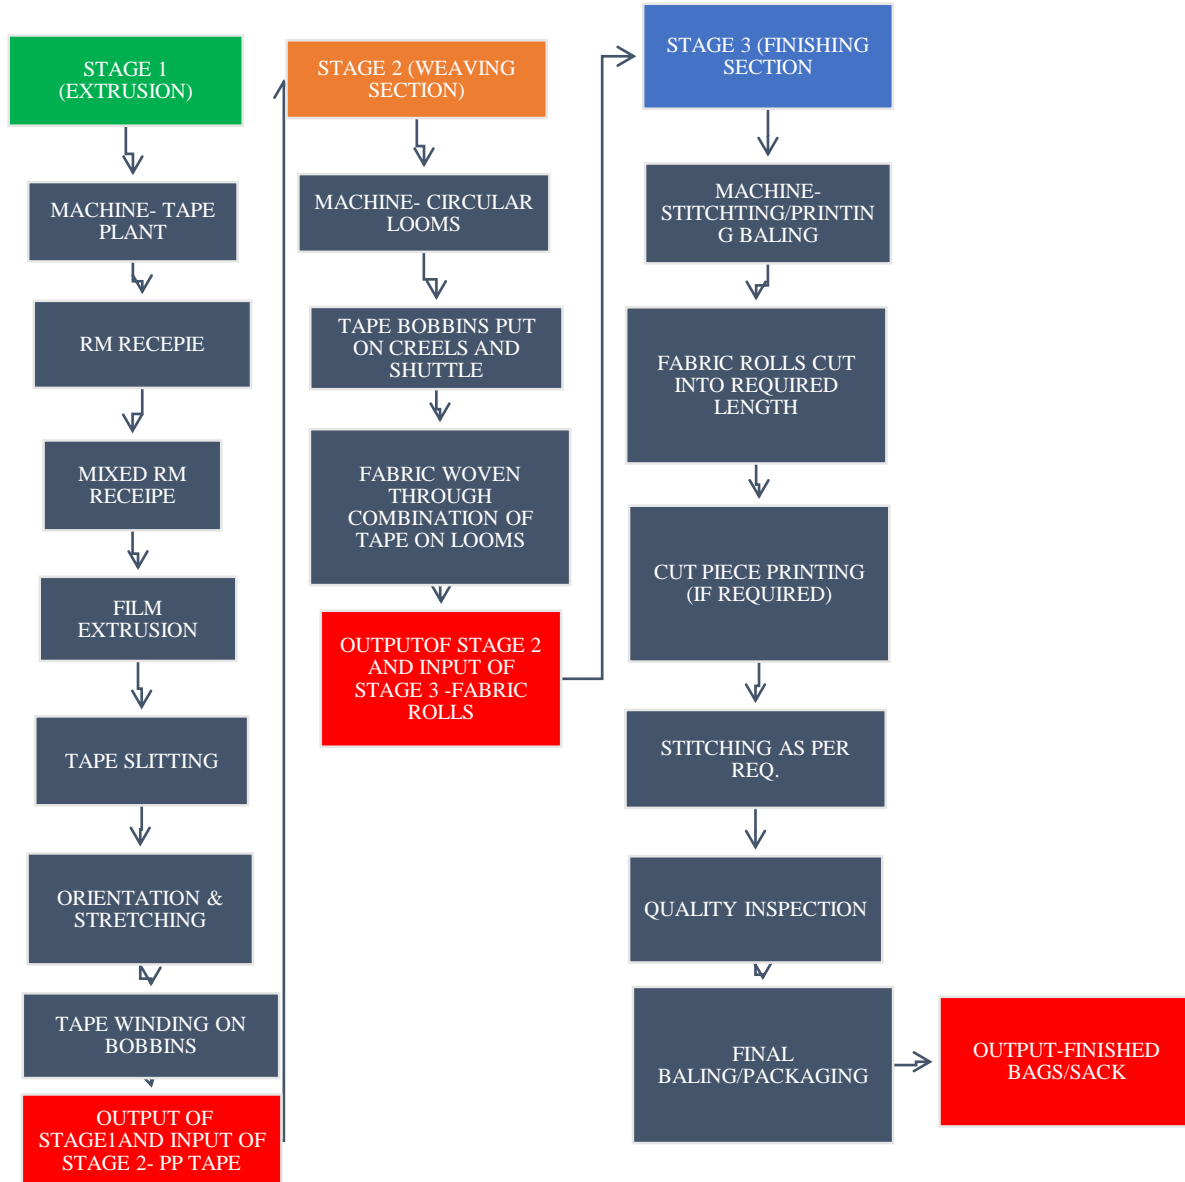 STAGE 1
(EXTRUSION)
MACHINE- TAPE
PLANT
RM RECEPIE
MIXED RM
RECEIPE
FILM
EXTRUSION
TAPE SLITTING
ORIENTATION &
STRETCHING
TAPE WINDING ON
BOBBINS
OUTPUT OF
STAGE1AND INPUT OF
STAGE 2- PP TAPE
STAGE 2 (WEAVING
SECTION)
MACHINE- CIRCULAR
LOOMS
TAPE BOBBINS PUT
ON CREELS AND
SHUTTLE
FABRIC WOVEN
THROUGH
COMBINATION OF
TAPE ON LOOMS
OUTPUTOF STAGE 2
AND INPUT OF
STAGE 3 -FABRIC
ROLLS
STAGE 3 (FINISHING
SECTION
MACHINE-
STITCHTING/PRINTIN
G BALING
FABRIC ROLLS CUT
INTO REQUIRED
LENGTH
CUT PIECE PRINTING
(IF REQUIRED)
STITCHING AS PER
REQ.
QUALITY INSPECTION
FINAL
BALING/PACKAGING
OUTPUT-FINISHED
BAGS/SACK